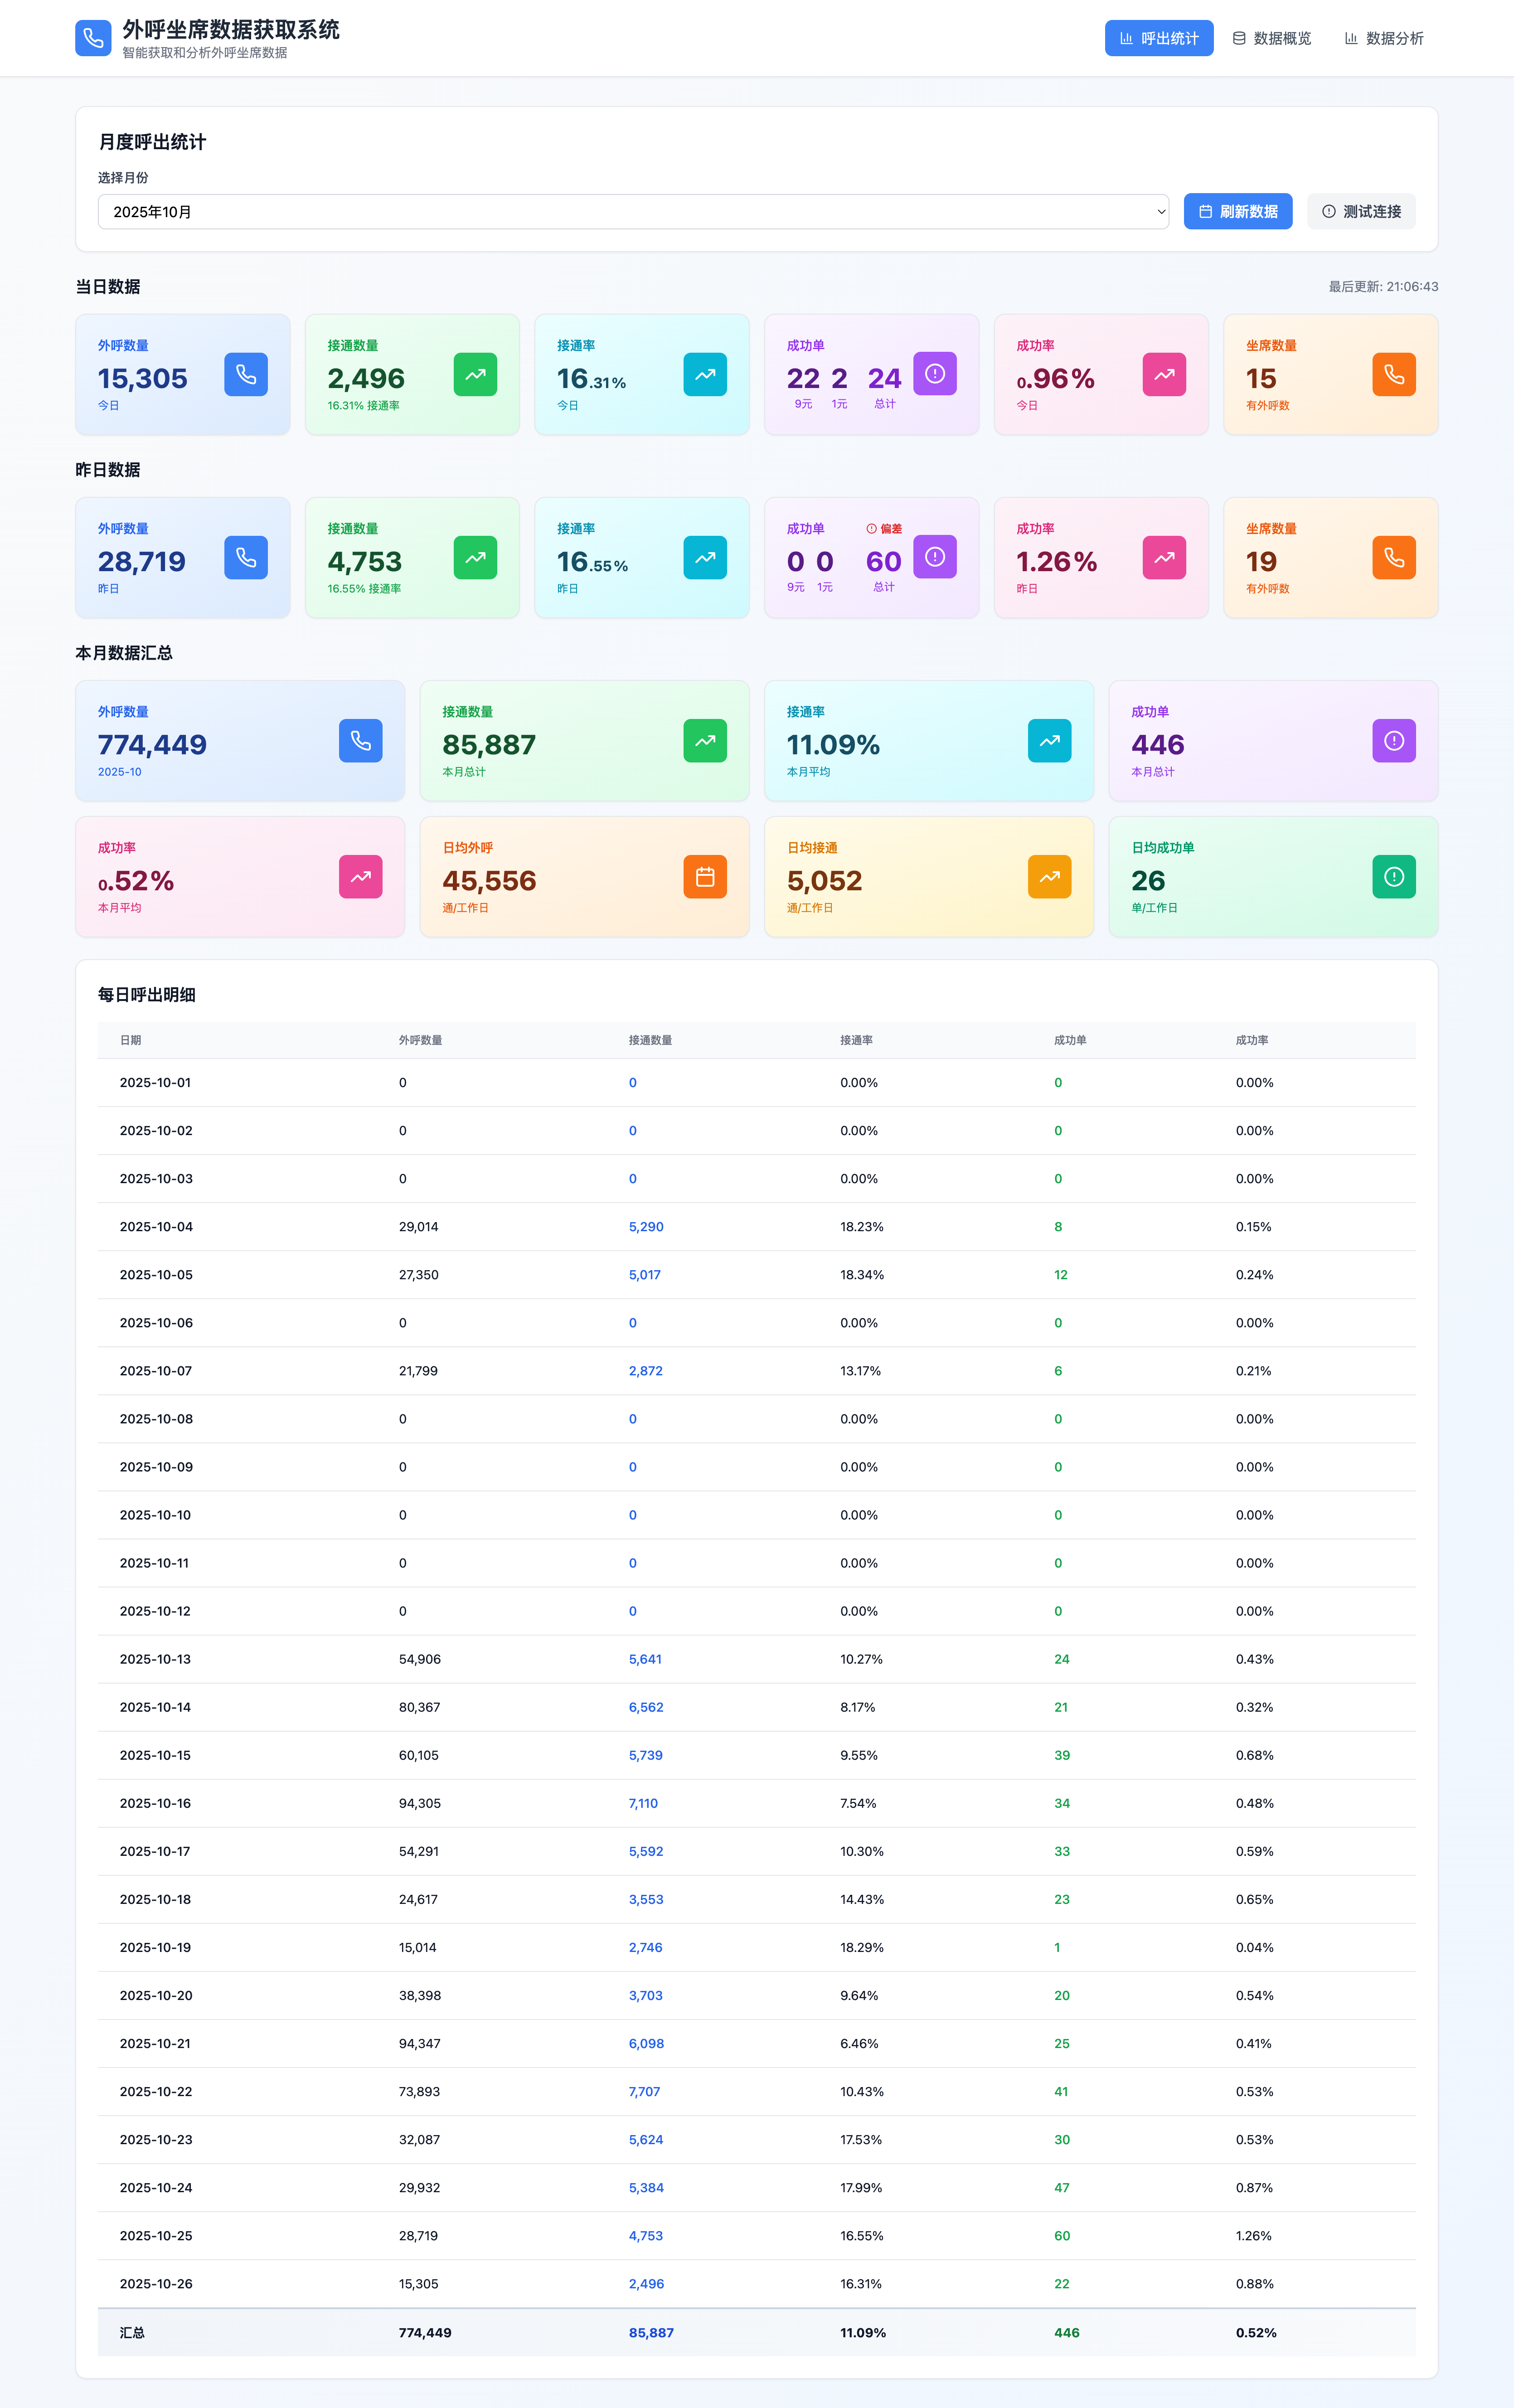 外呼坐席数据获取系统
智能获取和分析外呼坐席数据
呼出统计 数据概览 数据分析
月度呼出统计
选择月份
2025年10月 刷新数据 测试连接
当日数据 最后更新: 21:06:43
外呼数量 接通数量 接通率 成功单 成功率 坐席数量
15,305 2,496 16.31% 22 2 24 0.96% 15
今日 16.31% 接通率 今日 9元 1元 总计 今日 有外呼数
昨日数据
外呼数量 接通数量 接通率 成功单 偏差 成功率 坐席数量
28,719 4,753 16.55% 0 0 60 1.26% 19
昨日 16.55% 接通率 昨日 9元 1元 总计 昨日 有外呼数
本月数据汇总
外呼数量 接通数量 接通率 成功单
774,449 85,887 11.09% 446
2025-10 本月总计 本月平均 本月总计
成功率 日均外呼 日均接通 日均成功单
0.52% 45,556 5,052 26
本月平均 通/工作日 通/工作日 单/工作日
每日呼出明细
日期 外呼数量 接通数量 接通率 成功单 成功率
2025-10-01 0 0 0.00% 0 0.00%
2025-10-02 0 0 0.00% 0 0.00%
2025-10-03 0 0 0.00% 0 0.00%
2025-10-04 29,014 5,290 18.23% 8 0.15%
2025-10-05 27,350 5,017 18.34% 12 0.24%
2025-10-06 0 0 0.00% 0 0.00%
2025-10-07 21,799 2,872 13.17% 6 0.21%
2025-10-08 0 0 0.00% 0 0.00%
2025-10-09 0 0 0.00% 0 0.00%
2025-10-10 0 0 0.00% 0 0.00%
2025-10-11 0 0 0.00% 0 0.00%
2025-10-12 0 0 0.00% 0 0.00%
2025-10-13 54,906 5,641 10.27% 24 0.43%
2025-10-14 80,367 6,562 8.17% 21 0.32%
2025-10-15 60,105 5,739 9.55% 39 0.68%
2025-10-16 94,305 7,110 7.54% 34 0.48%
2025-10-17 54,291 5,592 10.30% 33 0.59%
2025-10-18 24,617 3,553 14.43% 23 0.65%
2025-10-19 15,014 2,746 18.29% 1 0.04%
2025-10-20 38,398 3,703 9.64% 20 0.54%
2025-10-21 94,347 6,098 6.46% 25 0.41%
2025-10-22 73,893 7,707 10.43% 41 0.53%
2025-10-23 32,087 5,624 17.53% 30 0.53%
2025-10-24 29,932 5,384 17.99% 47 0.87%
2025-10-25 28,719 4,753 16.55% 60 1.26%
2025-10-26 15,305 2,496 16.31% 22 0.88%
汇总 774,449 85,887 11.09% 446 0.52%